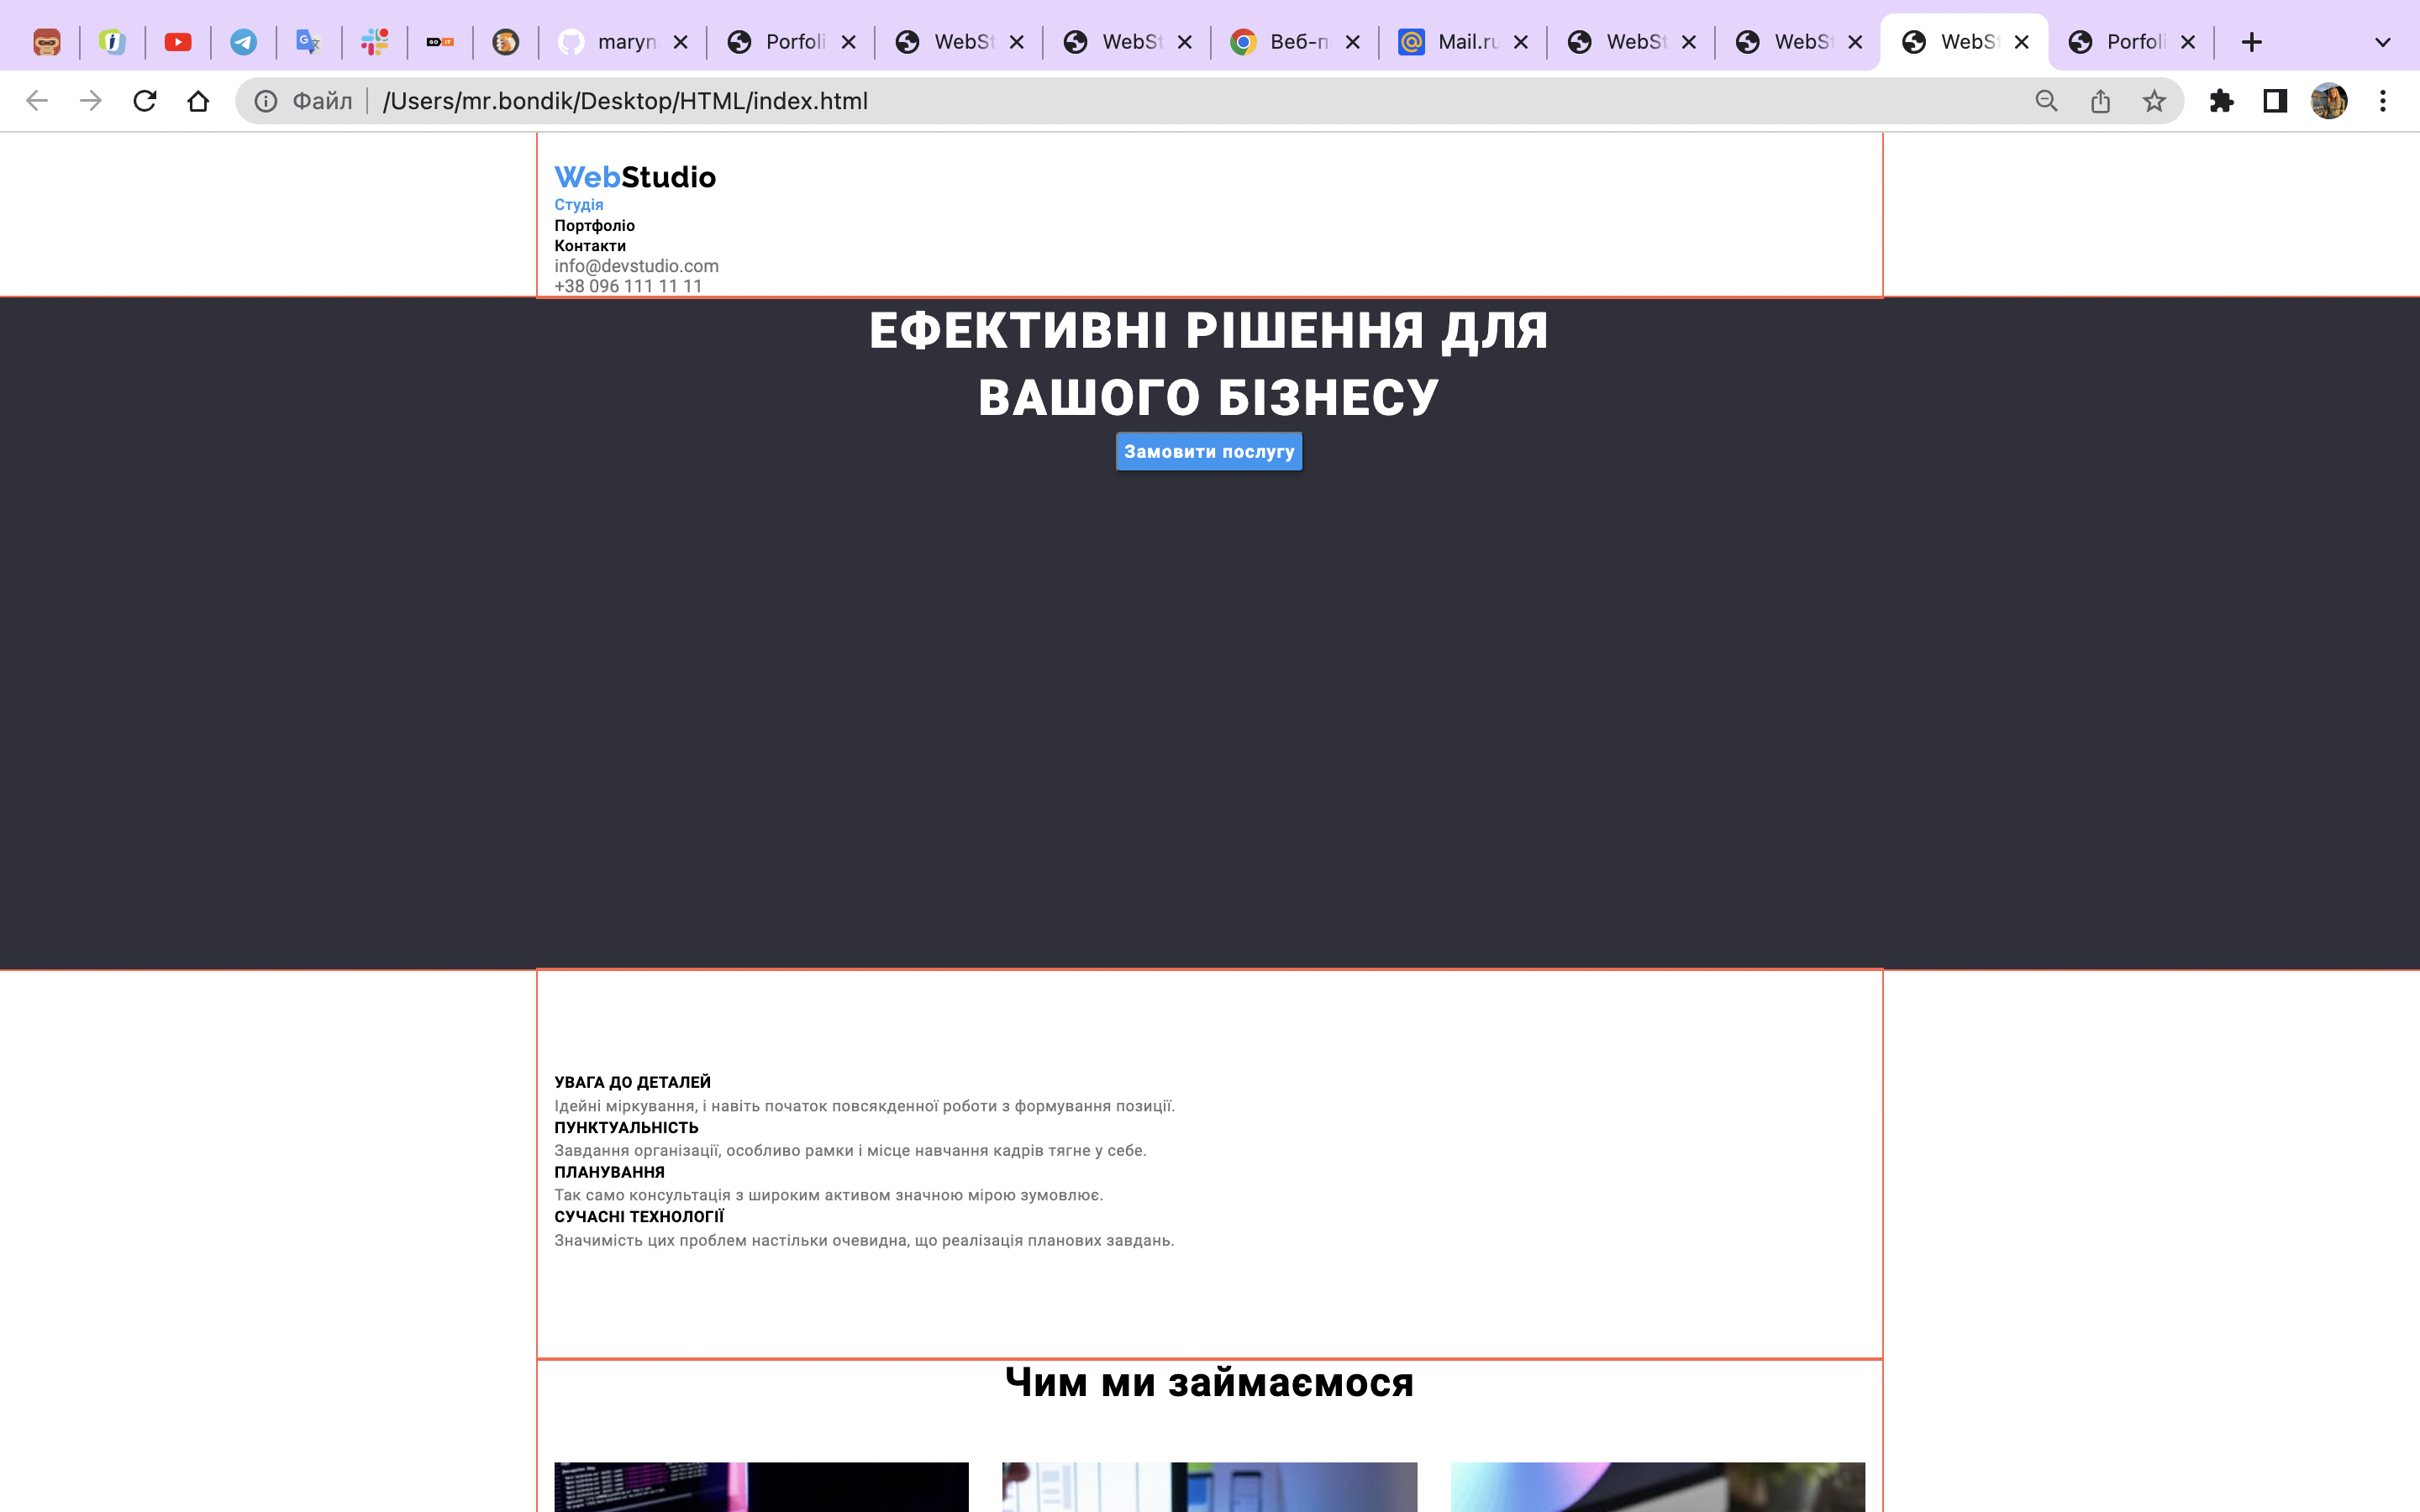 maryn
Porfoli
WebSt
WebSt
Веб-п
Mail.ru
WebSt
WebS
WebS
Porfoli
Файл
/Users/mr.bondik/Desktop/HTML/index.html
WebStudio
Студія
Портфоліо
Контакти
info@devstudio.com
+38 096 111 11 11
ЕФЕКТИВНІ РІШЕННЯ ДЛЯ
ВАШОГО БІЗНЕСУ
Замовити послугу
УВАГА ДО ДЕТАЛЕЙ
Ідейні міркування, і навіть початок повсякденної роботи з формування позиції.
ПУНКТУАЛЬНІСТЬ
Завдання організації, особливо рамки і місце навчання кадрів тягне у себе.
ПЛАНУВАННЯ
Так само консультація з широким активом значною мірою зумовлює.
СУЧАСНІ ТЕХНОЛОГІЇ
Значимість цих проблем настільки очевидна, що реалізація планових завдань.
Чим ми займаємося